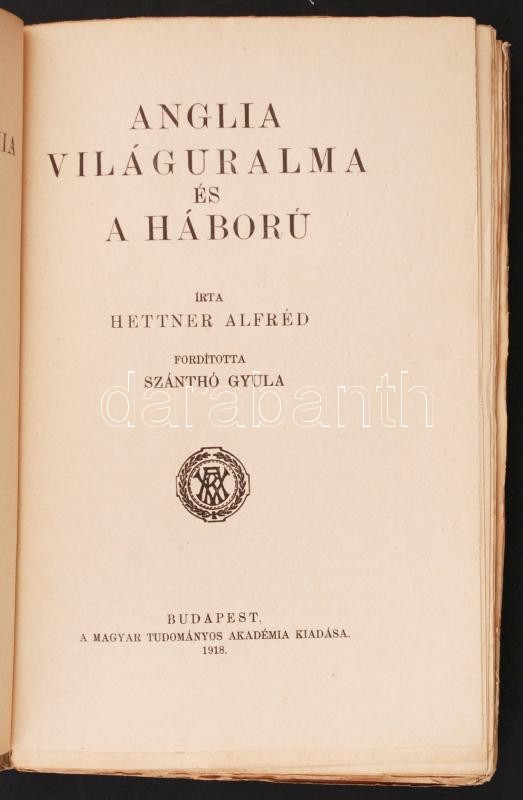 ANGLIA
VILÁGURALMA
ÉS
A HÁBORÚ
ÍRTA
HETTNER ALFRÉD
FORDÍTOTTA
SZÁNTHÓ GYULA
darabanth
BUDAPEST,
A MAGYAR TUDOMÁNYOS AKADÉMIA KIADÁSA.
1918.